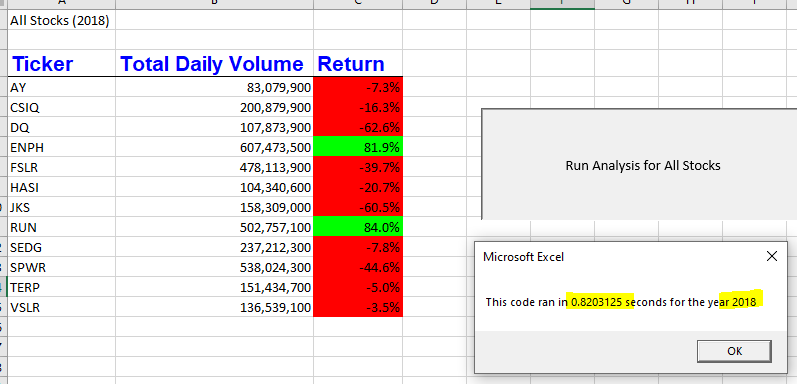 A B C D E F G H I
All Stocks (2018)
Ticker Total Daily Volume Return
AY 83,079,900 -7.3%
CSIQ 200,879,900 -16.3%
DQ 107,873,900 -62.6%
ENPH 607,473,500 81.9%
FSLR 478,113,900 -39.7%
HASI 104,340,600 -20.7%
JKS 158,309,000 -60.5%
RUN 502,757,100 84.0%
SEDG 237,212,300 -7.8%
SPWR 538,024,300 -44.6%
TERP 151,434,700 -5.0%
VSLR 136,539,100 -3.5%
Run Analysis for All Stocks
Microsoft Excel
This code ran in 0.8203125 seconds for the year 2018
OK